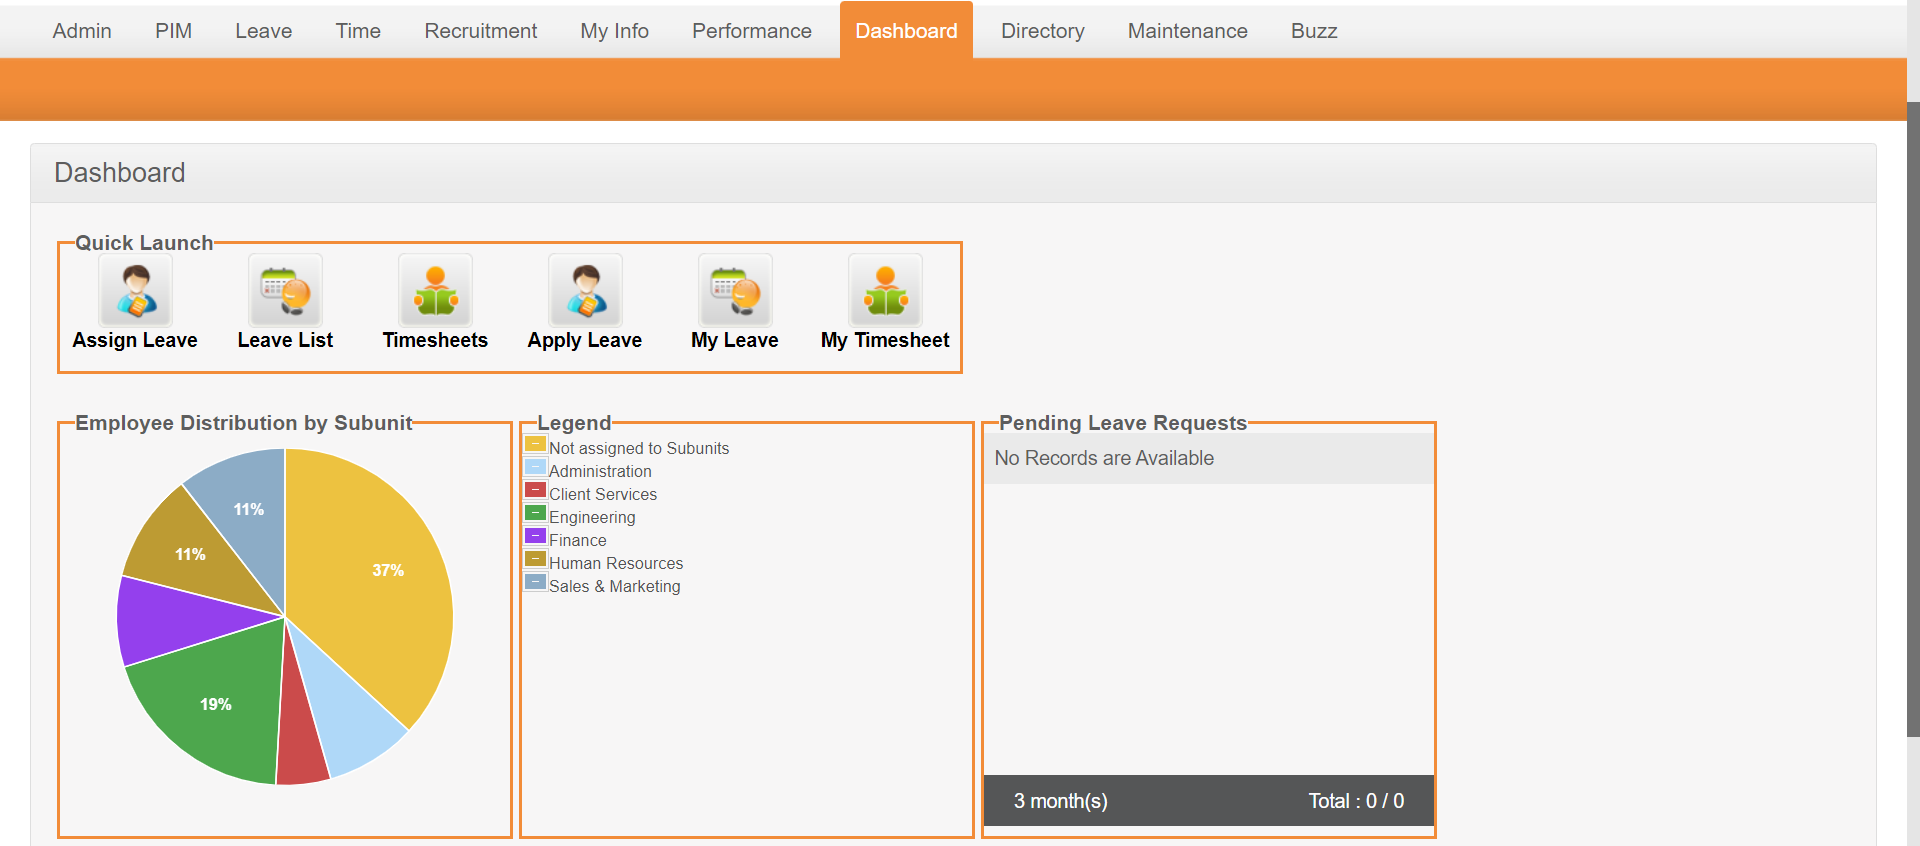 Admin PIM Leave Time Recruitment My Info Performance Dashboard Directory Maintenance Buzz
Dashboard
Quick Launch
Assign Leave Leave List Timesheets Apply Leave My Leave My Timesheet
Employee Distribution by Subunit
11%
11%
37%
19%
Legend
Not assigned to Subunits
Administration
Client Services
Engineering
Finance
Human Resources
Sales & Marketing
Pending Leave Requests
No Records are Available
3 month(s) Total : 0 / 0